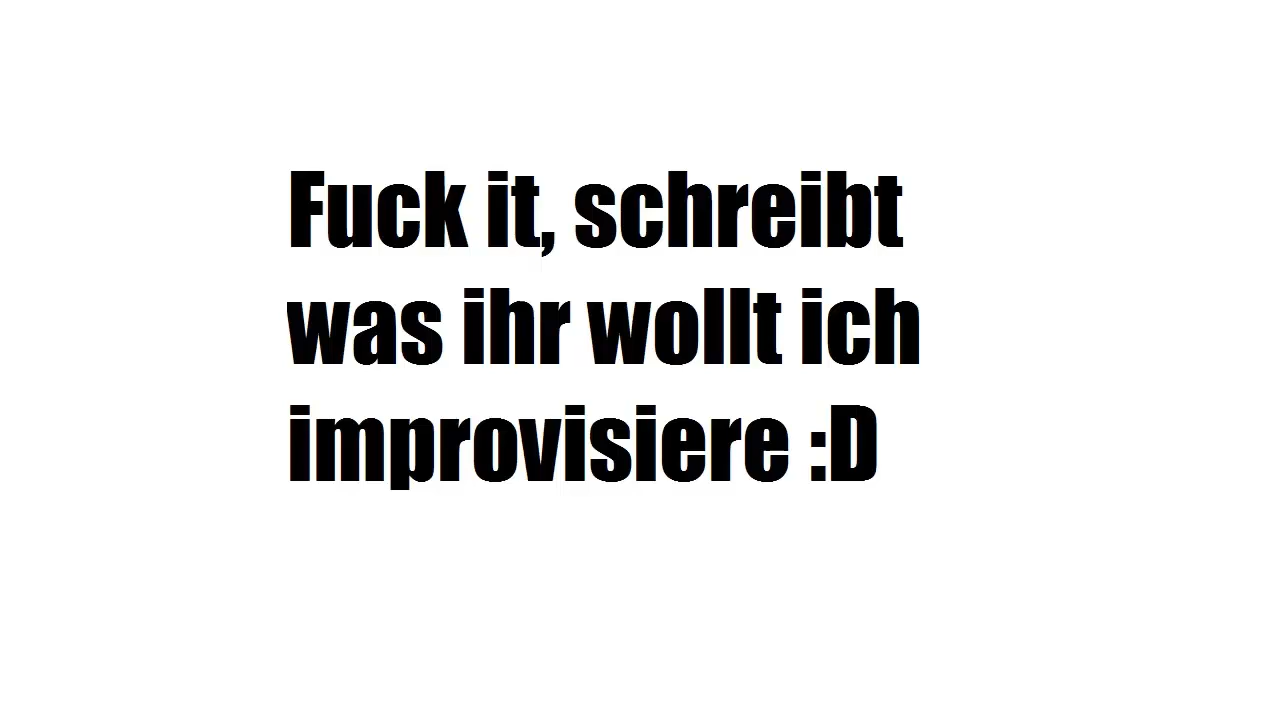 Fuck it, schreibt
was ihr wollt ich
improvisiere :D